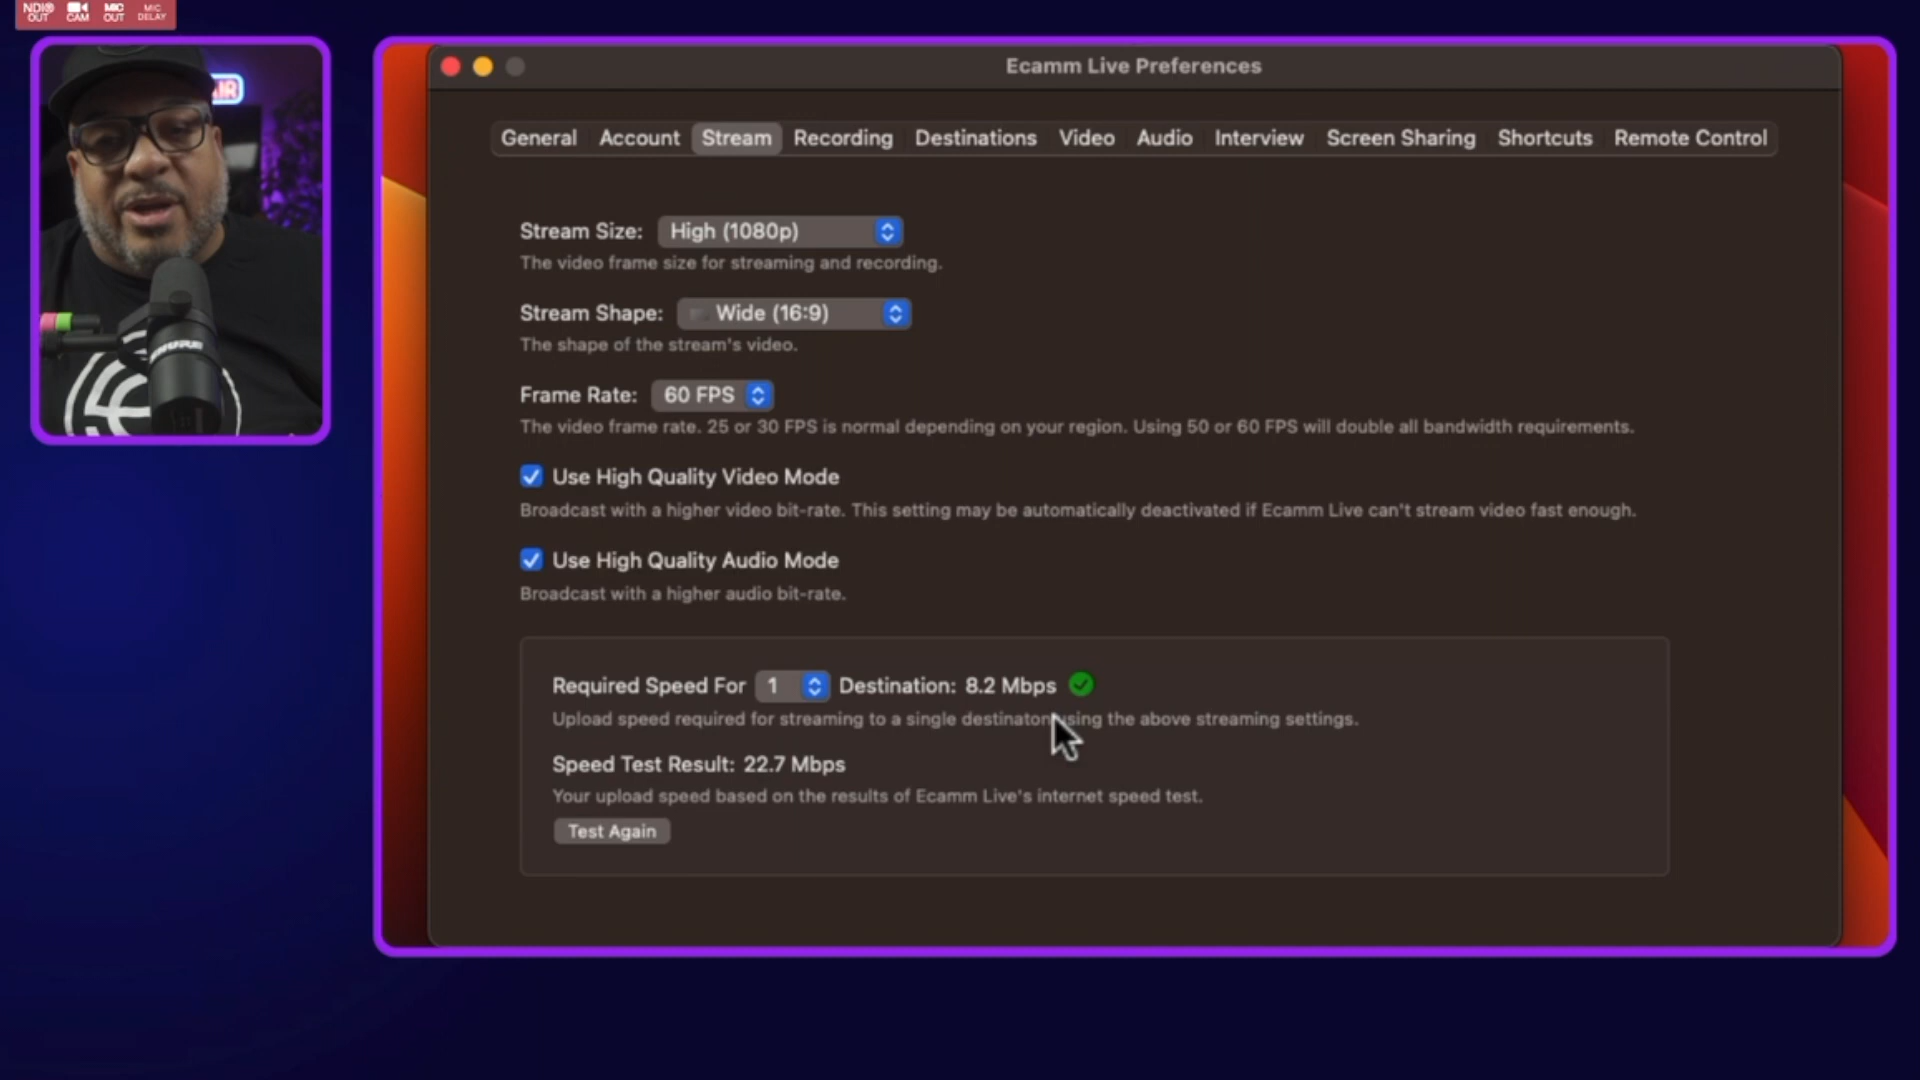 NDI® OUT CAM MIC OUT MIC DELAY
IR
SHURE
Ecamm Live Preferences
General Account Stream Recording Destinations Video Audio Interview Screen Sharing Shortcuts Remote Control
Stream Size: High (1080p)
The video frame size for streaming and recording.
Stream Shape: Wide (16:9)
The shape of the stream's video.
Frame Rate: 60 FPS
The video frame rate. 25 or 30 FPS is normal depending on your region. Using 50 or 60 FPS will double all bandwidth requirements.
Use High Quality Video Mode
Broadcast with a higher video bit-rate. This setting may be automatically deactivated if Ecamm Live can't stream video fast enough.
Use High Quality Audio Mode
Broadcast with a higher audio bit-rate.
Required Speed For 1 Destination: 8.2 Mbps
Upload speed required for streaming to a single destinaton using the above streaming settings.
Speed Test Result: 22.7 Mbps
Your upload speed based on the results of Ecamm Live's internet speed test.
Test Again